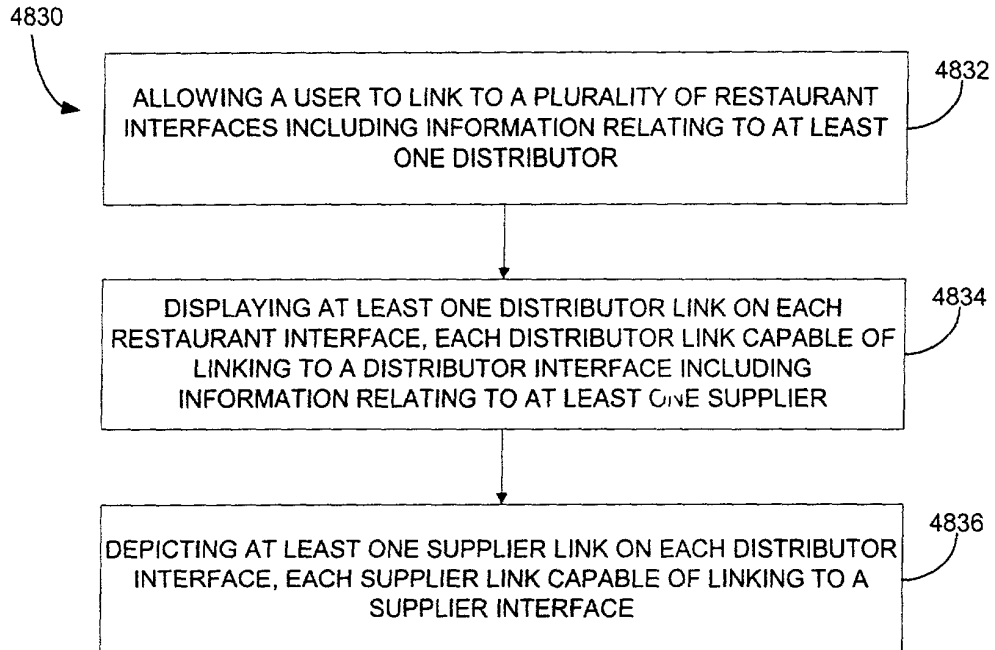 4830
ALLOWING A USER TO LINK TO A PLURALITY OF RESTAURANT
INTERFACES INCLUDING INFORMATION RELATING TO AT LEAST
ONE DISTRIBUTOR
4832
DISPLAYING AT LEAST ONE DISTRIBUTOR LINK ON EACH
RESTAURANT INTERFACE, EACH DISTRIBUTOR LINK CAPABLE OF
LINKING TO A DISTRIBUTOR INTERFACE INCLUDING
INFORMATION RELATING TO AT LEAST ONE SUPPLIER
4834
DEPICTING AT LEAST ONE SUPPLIER LINK ON EACH DISTRIBUTOR
INTERFACE, EACH SUPPLIER LINK CAPABLE OF LINKING TO A
SUPPLIER INTERFACE
4836